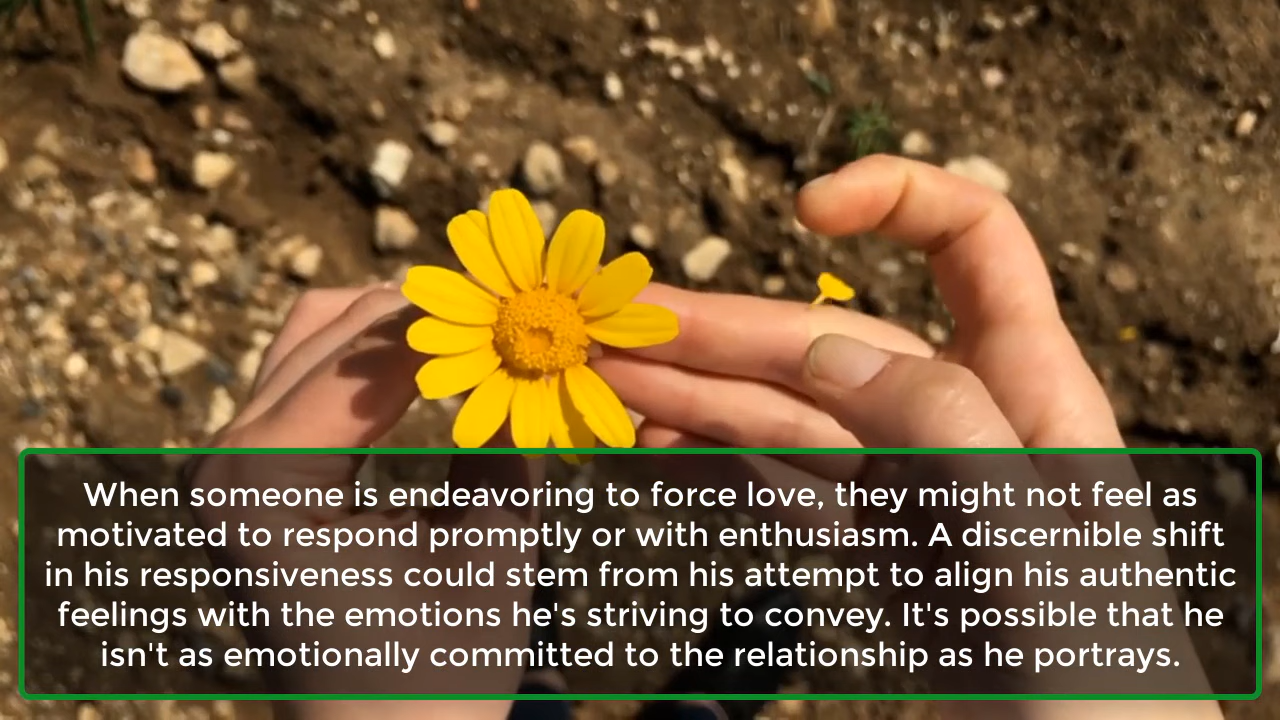 When someone is endeavoring to force love, they might not feel as
motivated to respond promptly or with enthusiasm. A discernible shift
in his responsiveness could stem from his attempt to align his authentic
feelings with the emotions he's striving to convey. It's possible that he
isn't as emotionally committed to the relationship as he portrays.